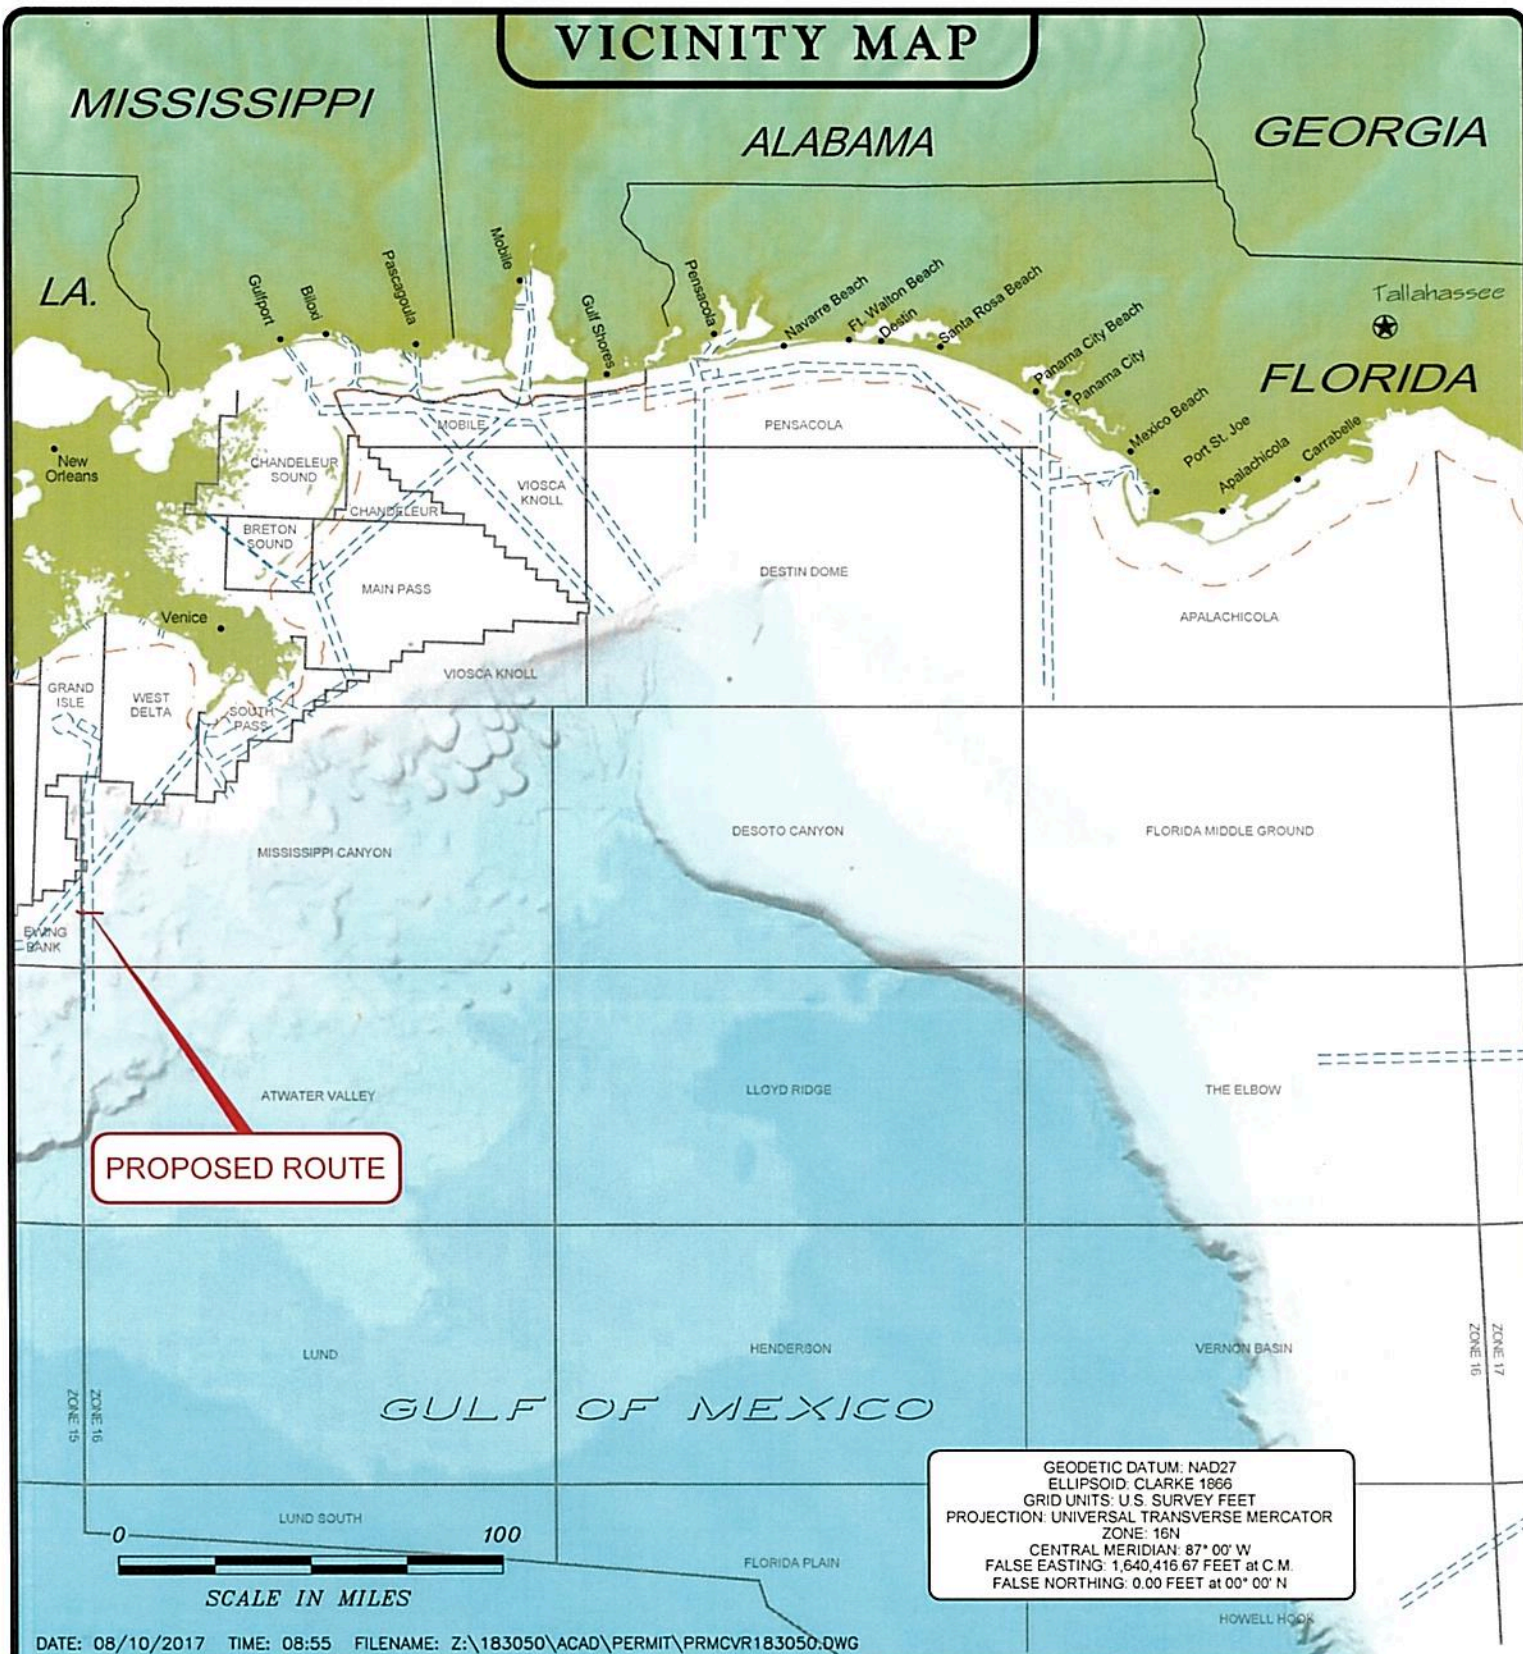 VICINITY MAP
MISSISSIPPI
ALABAMA
GEORGIA
LA.
Gulfport
Biloxi
Pascagoula
Mobile
Gulf Shores
Pensacola
Navarre Beach
Ft. Walton Beach
Destin
Santa Rosa Beach
Panama City Beach
Panama City
Mexico Beach
Port St. Joe
Apalachicola
Carrabelle
Tallahassee
FLORIDA
New
Orleans
MOBILE
PENSACOLA
CHANDELEUR
SOUND
VIOSCA
KNOLL
CHANDELEUR
BRETON
SOUND
MAIN PASS
DESTIN DOME
APALACHICOLA
Venice
VIOSCA KNOLL
GRAND
ISLE
WEST
DELTA
SOUTH
PASS
MISSISSIPPI CANYON
DESOTO CANYON
FLORIDA MIDDLE GROUND
EWING
BANK
ATWATER VALLEY
LLOYD RIDGE
THE ELBOW
PROPOSED ROUTE
LUND
HENDERSON
VERNON BASIN
ZONE 15
ZONE 16
ZONE 16
ZONE 17
GULF OF MEXICO
GEODETIC DATUM: NAD27
ELLIPSOID: CLARKE 1866
GRID UNITS: U.S. SURVEY FEET
PROJECTION: UNIVERSAL TRANSVERSE MERCATOR
ZONE: 16N
CENTRAL MERIDIAN: 87° 00' W
FALSE EASTING: 1,640,416.67 FEET at C.M.
FALSE NORTHING: 0.00 FEET at 00° 00' N
LUND SOUTH
0 100
SCALE IN MILES
FLORIDA PLAIN
HOWELL HOOK
DATE: 08/10/2017 TIME: 08:55 FILENAME: Z:\183050\ACAD\PERMIT\PRMCVR183050.DWG